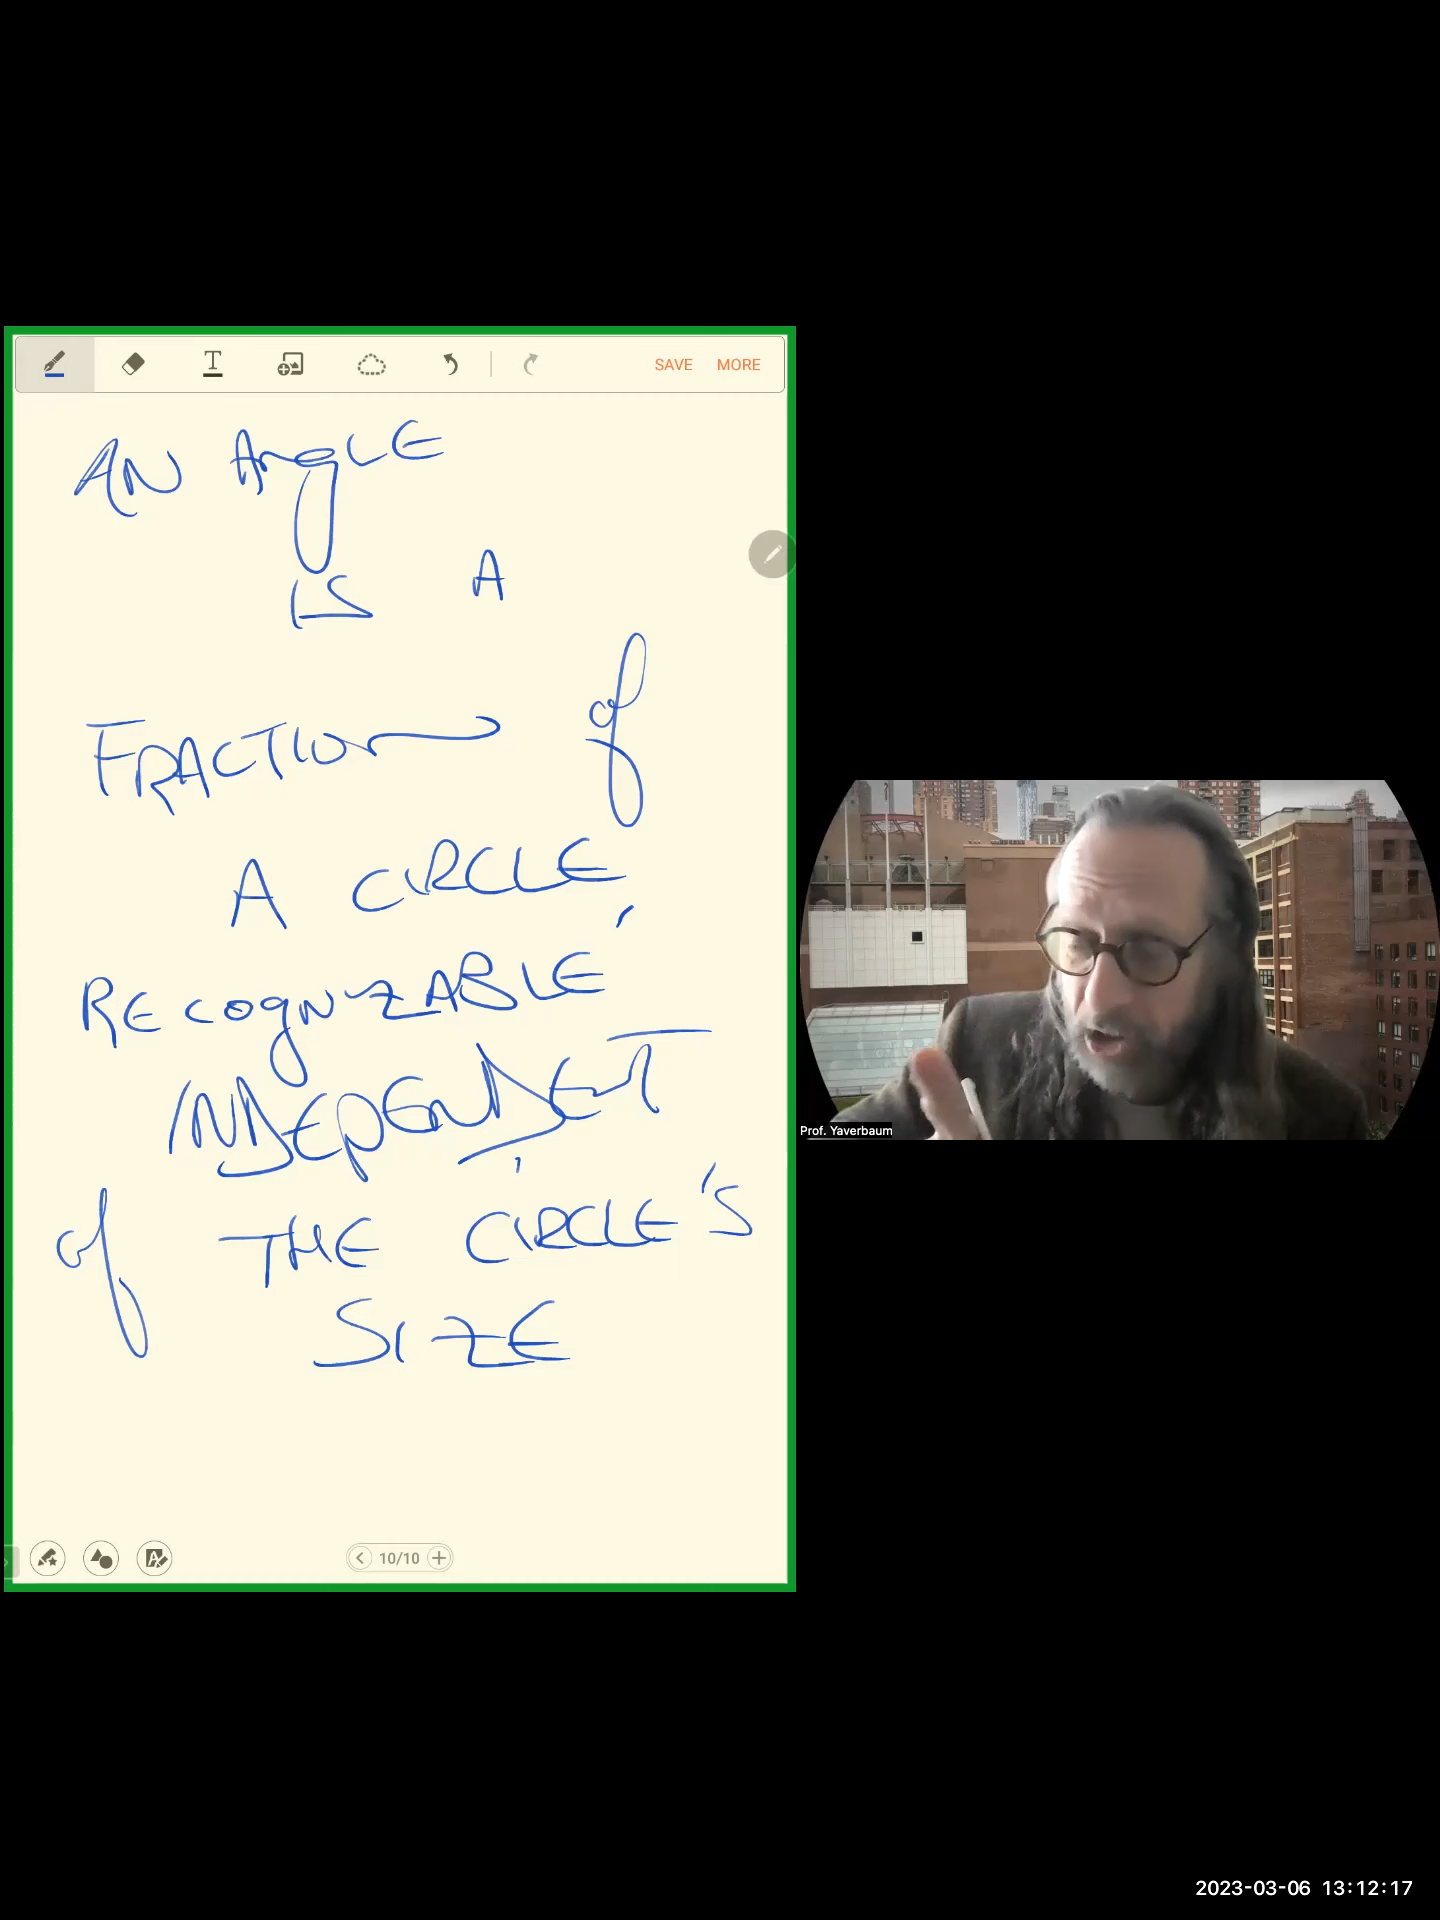 SAVE MORE
AN AngLE
IS A
FRACTION of
A CIRCLE,
RECognIZABLE
INDEPENDENT
of THE CIRCLE'S
SIZE
10/10
Prof. Yaverbaum
2023-03-06 13:12:17